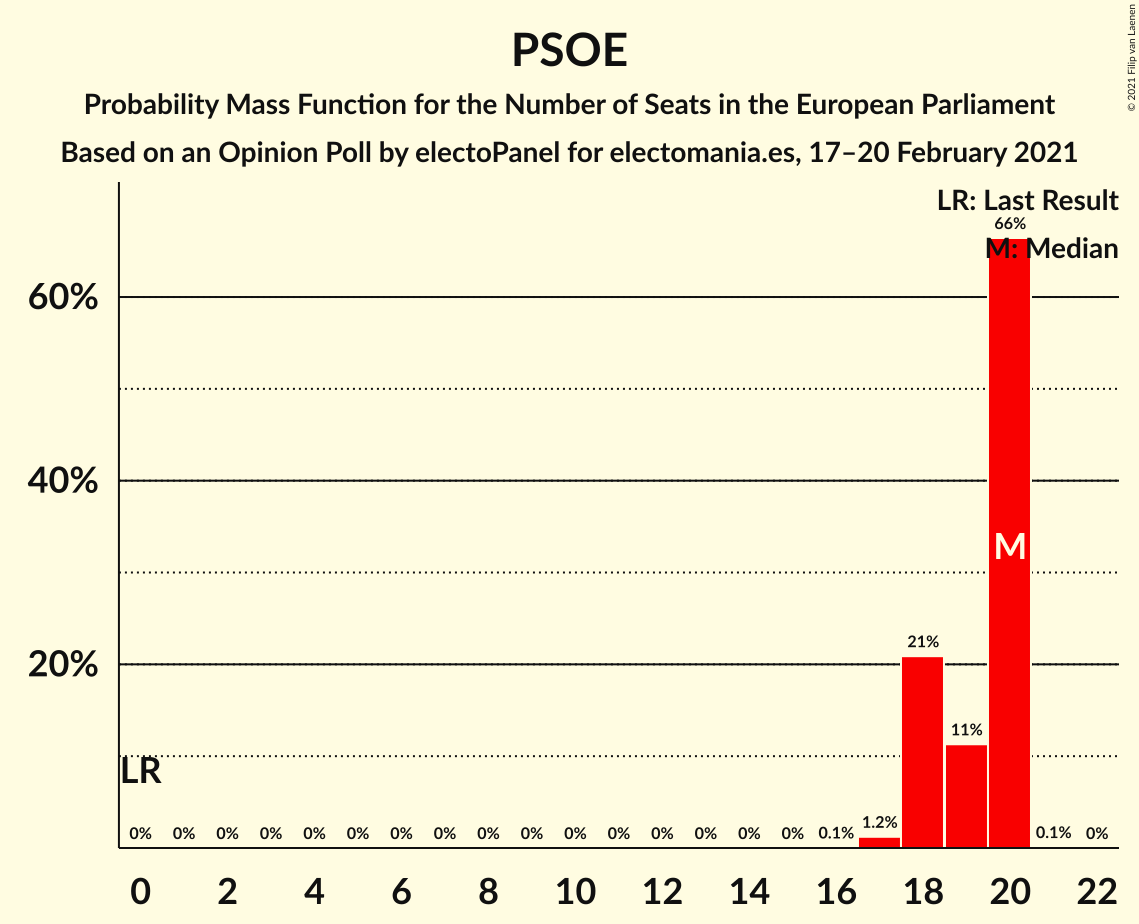 PSOE
Probability Mass Function for the Number of Seats in the European Parliament
Based on an Opinion Poll by electoPanel for electomania.es, 17–20 February 2021
© 2021 Filip van Laenen
LR: Last Result
66%
M: Median
60%
40%
M
20%
21%
11%
LR
0% 0% 0% 0% 0% 0% 0% 0% 0% 0% 0% 0% 0% 0% 0% 0% 0.1% 1.2% 0.1% 0%
0 2 4 6 8 10 12 14 16 18 20 22